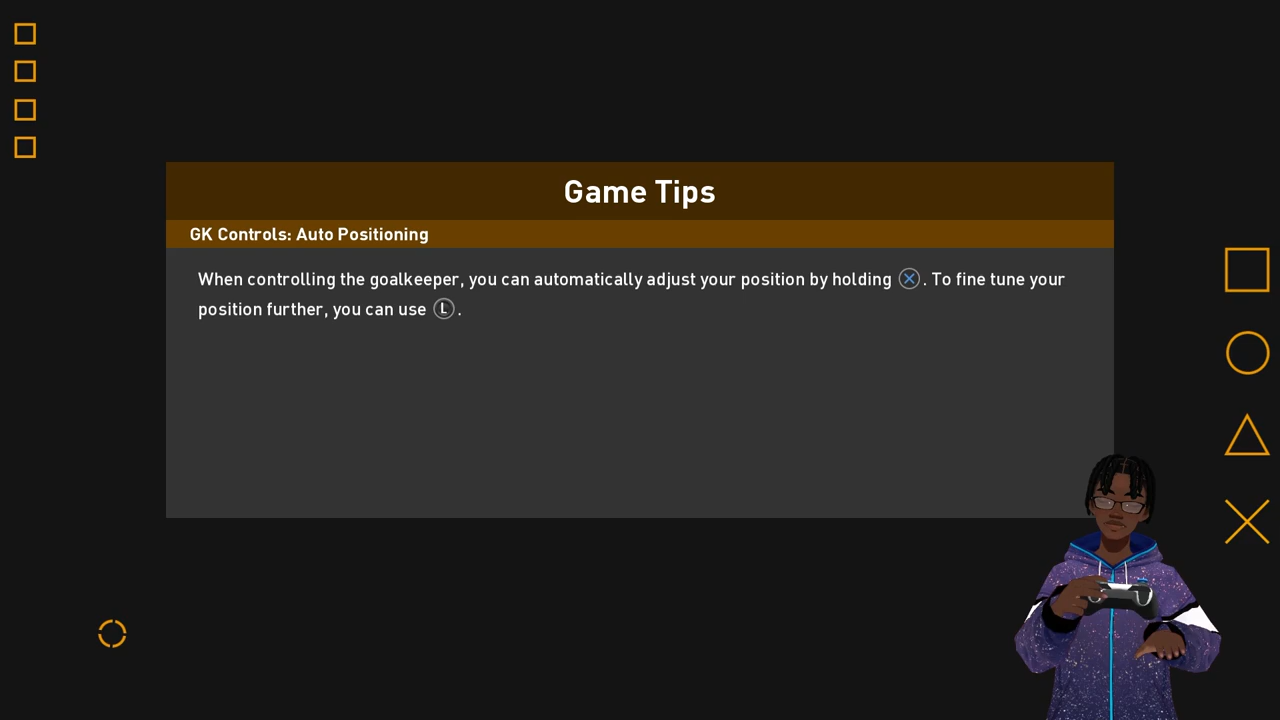 Game Tips
GK Controls: Auto Positioning
When controlling the goalkeeper, you can automatically adjust your position by holding ⓧ. To fine tune your
position further, you can use Ⓛ.